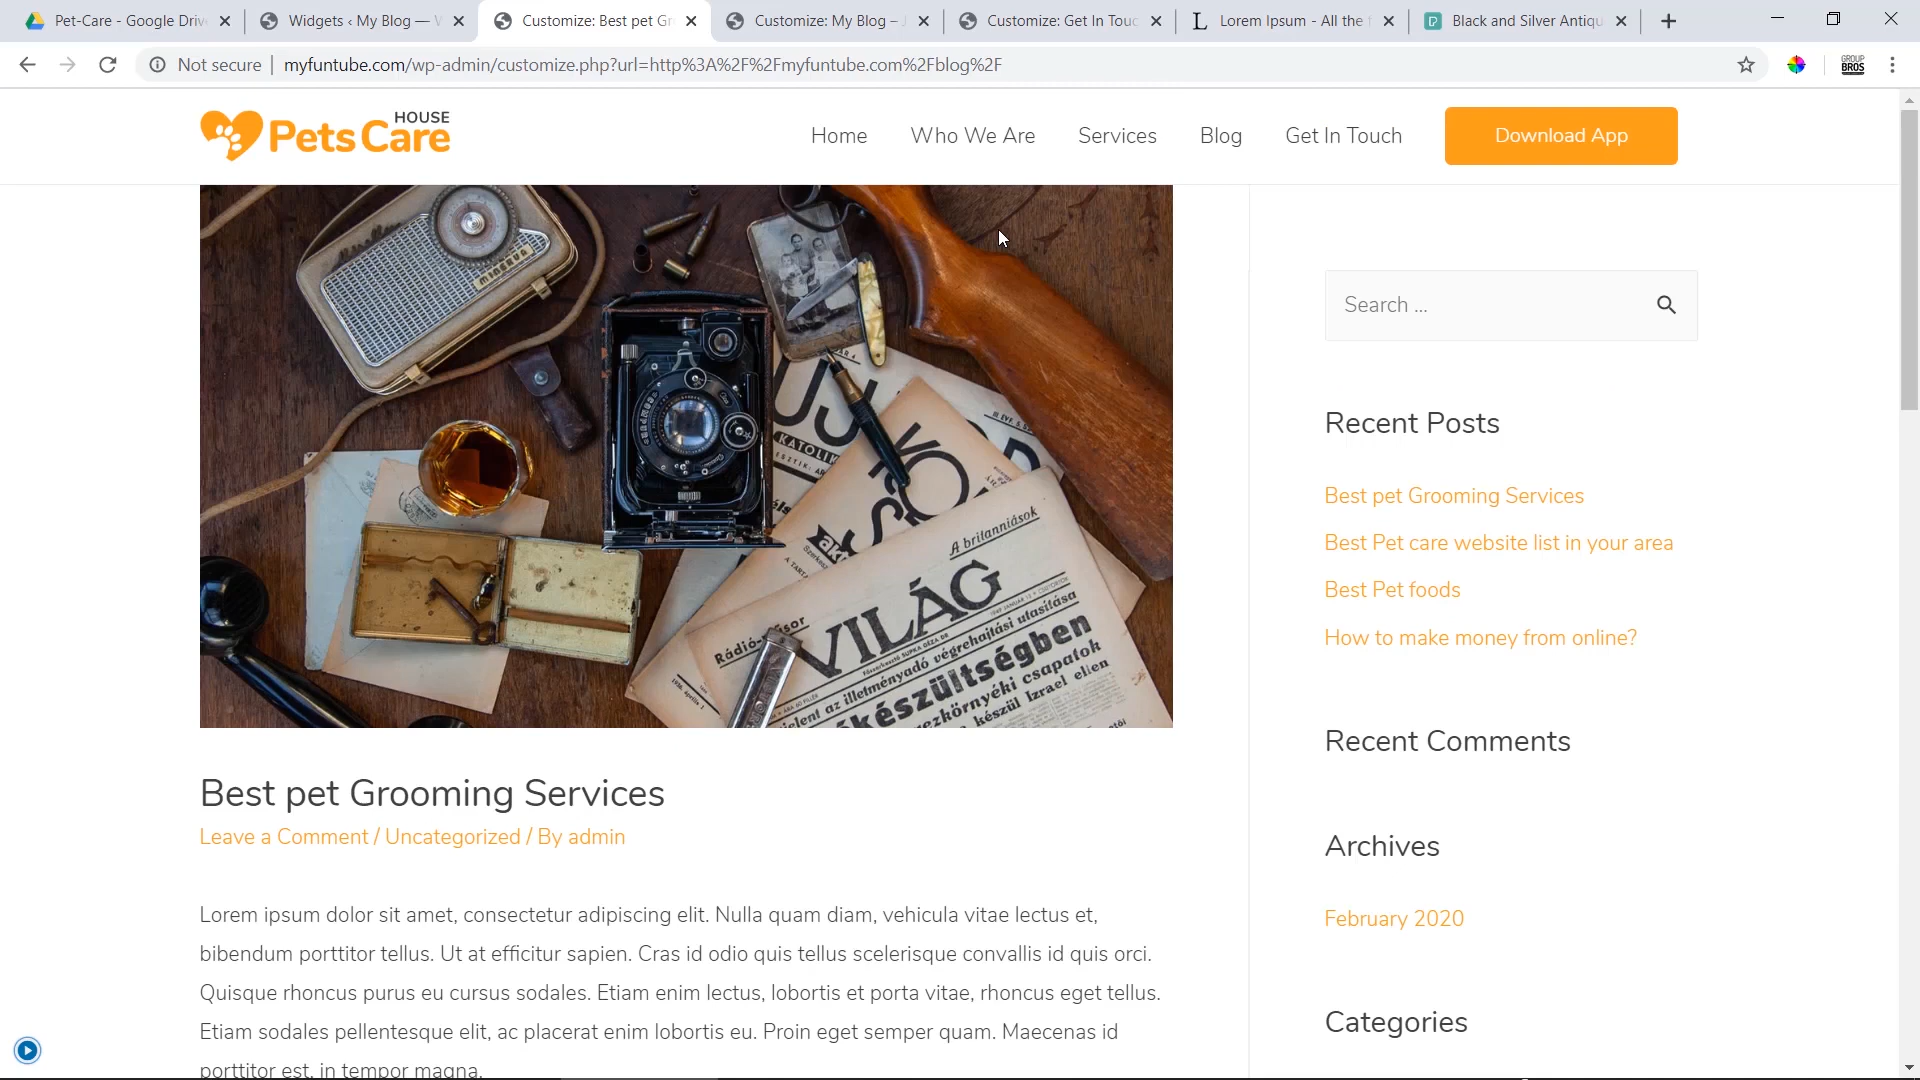 Pet-Care - Google Driv
Widgets ‹ My Blog — W
Customize: Best pet Gr
Customize: My Blog – J
Customize: Get In Touc
Lorem Ipsum - All the f
Black and Silver Antiqu
Not secure
myfuntube.com/wp-admin/customize.php?url=http%3A%2F%2Fmyfuntube.com%2Fblog%2F
GROUP
BROS
HOUSE
Pets Care
Home
Who We Are
Services
Blog
Get In Touch
Download App
MINERVA
KATOLIK
A britanniások
VILÁG
Rádió-műsor
készültségben
Search ...
Recent Posts
Best pet Grooming Services
Best Pet care website list in your area
Best Pet foods
How to make money from online?
Recent Comments
Archives
February 2020
Categories
Best pet Grooming Services
Leave a Comment / Uncategorized / By admin
Lorem ipsum dolor sit amet, consectetur adipiscing elit. Nulla quam diam, vehicula vitae lectus et,
bibendum porttitor tellus. Ut at efficitur sapien. Cras id odio quis tellus scelerisque convallis id quis orci.
Quisque rhoncus purus eu cursus sodales. Etiam enim lectus, lobortis et porta vitae, rhoncus eget tellus.
Etiam sodales pellentesque elit, ac placerat enim lobortis eu. Proin eget semper quam. Maecenas id
porttitor est, in tempor magna.